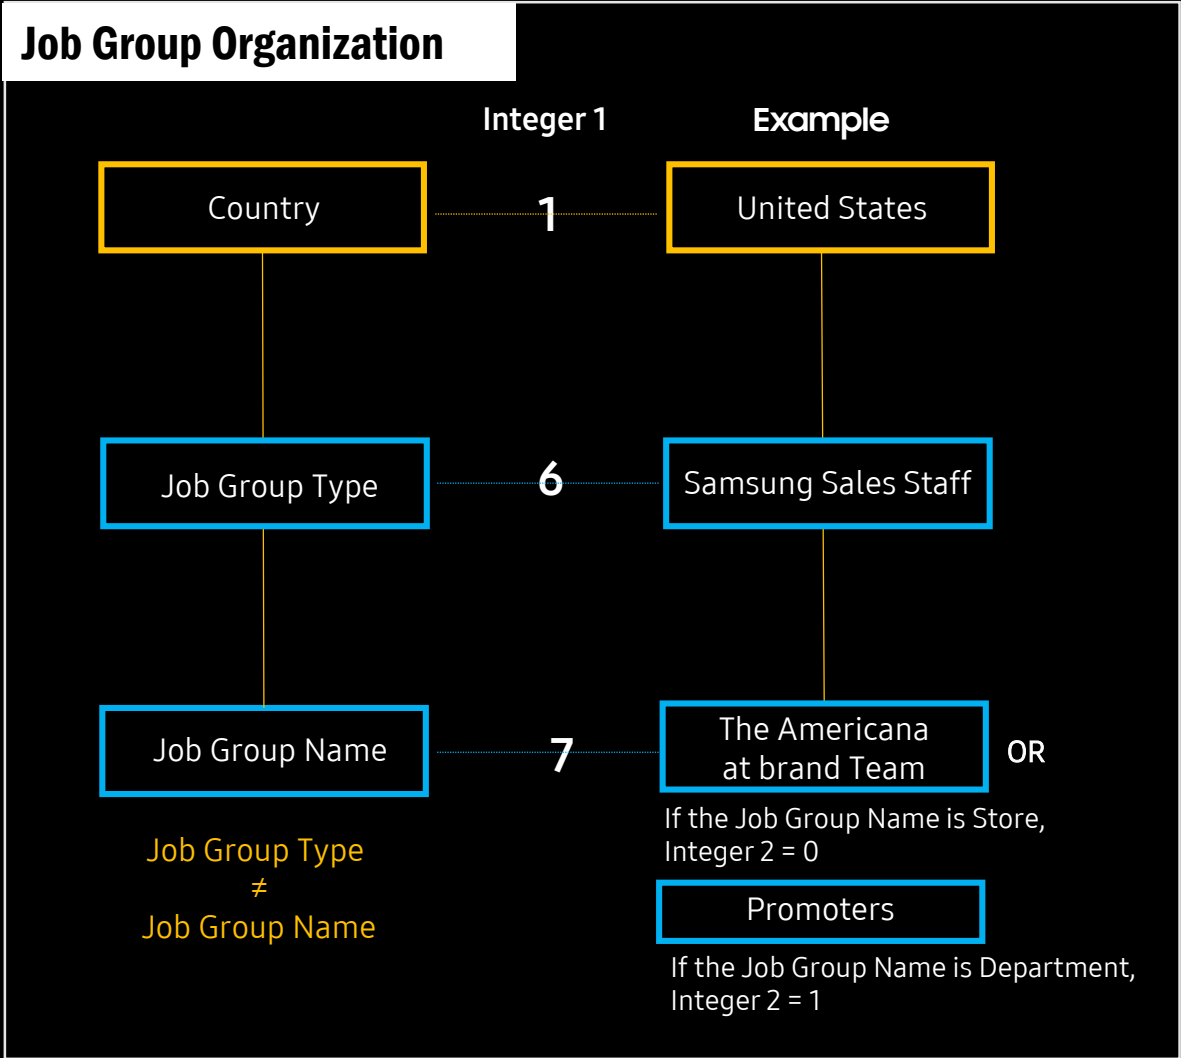 Job Group Organization
Integer 1
Example
Country
1
United States
Job Group Type
6
Samsung Sales Staff
Job Group Name
7
The Americana
at brand Team
OR
If the Job Group Name is Store,
Integer 2 = 0
Job Group Type
≠
Job Group Name
Promoters
If the Job Group Name is Department,
Integer 2 = 1